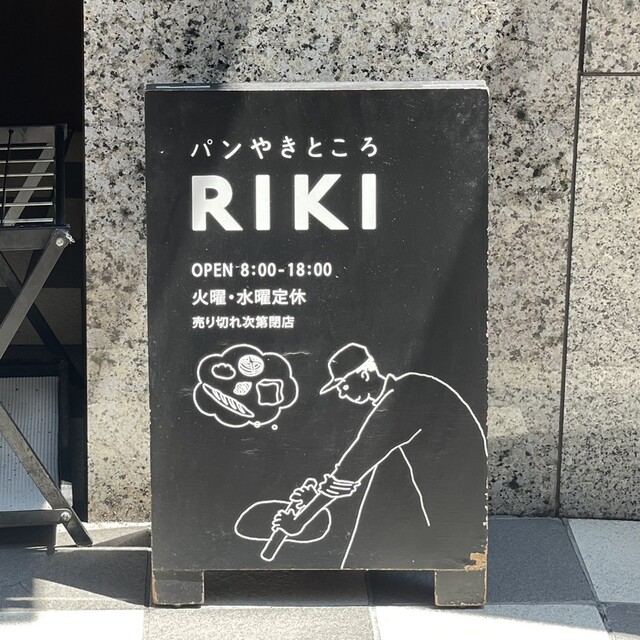 パンやきところ
RIKI
OPEN 8:00-18:00
火曜・水曜定休
売り切れ次第閉店